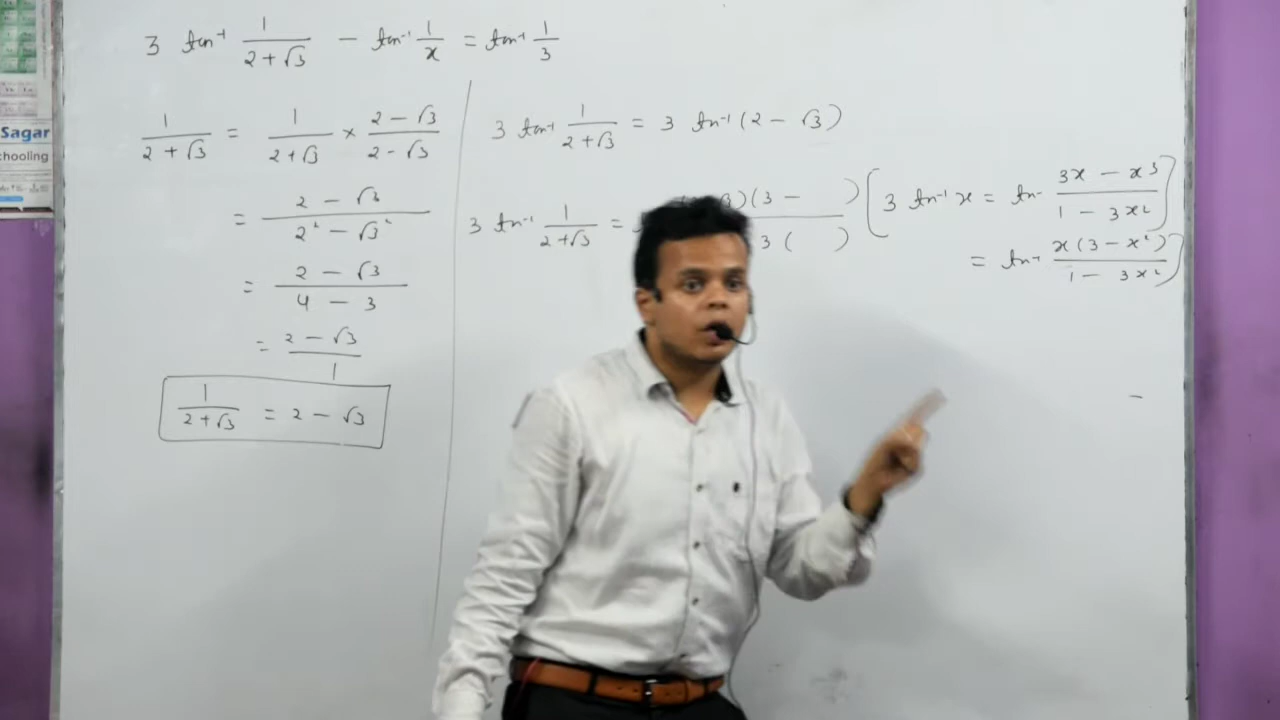 3 tan⁻¹ 1/(2+√3) − tan⁻¹ 1/x = tan⁻¹ 1/3
1/(2+√3) = 1/(2+√3) × (2−√3)/(2−√3)
= (2−√3)/(2²−√3²)
= (2−√3)/(4−3)
= (2−√3)/1
1/(2+√3) = 2−√3
3 tan⁻¹ 1/(2+√3) = 3 tan⁻¹(2−√3)
3 tan⁻¹ 1/(2+√3) =
)(3 −   )
3 (   )
[3 tan⁻¹ x = tan⁻ (3x − x³)/(1 − 3x²)
= tan⁻¹ x(3 − x²)/(1 − 3x²)]
Sagar
chooling